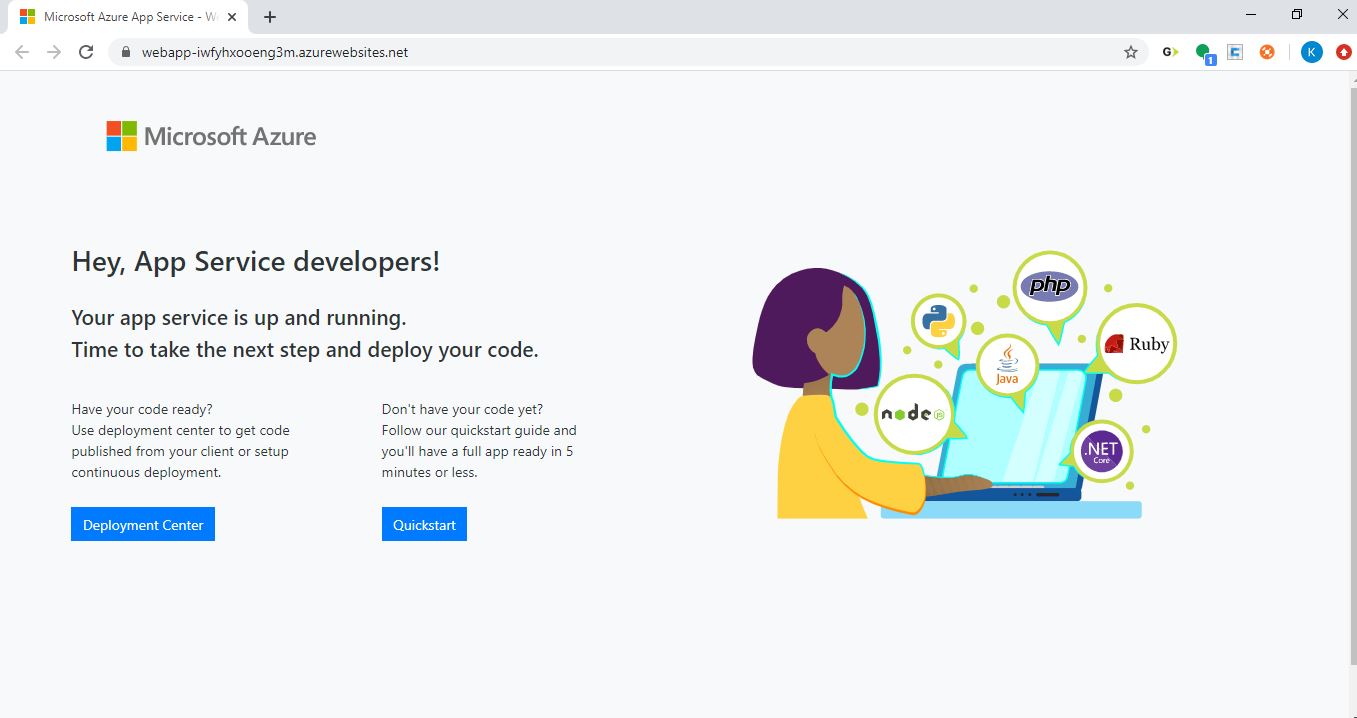 Microsoft Azure App Service - W
webapp-iwfyhxooeng3m.azurewebsites.net
G
1
K
Microsoft Azure
Hey, App Service developers!
Your app service is up and running.
Time to take the next step and deploy your code.
Have your code ready?
Use deployment center to get code
published from your client or setup
continuous deployment.
Deployment Center
Don't have your code yet?
Follow our quickstart guide and
you'll have a full app ready in 5
minutes or less.
Quickstart
php
Ruby
Java
node
JS
.NET
Core